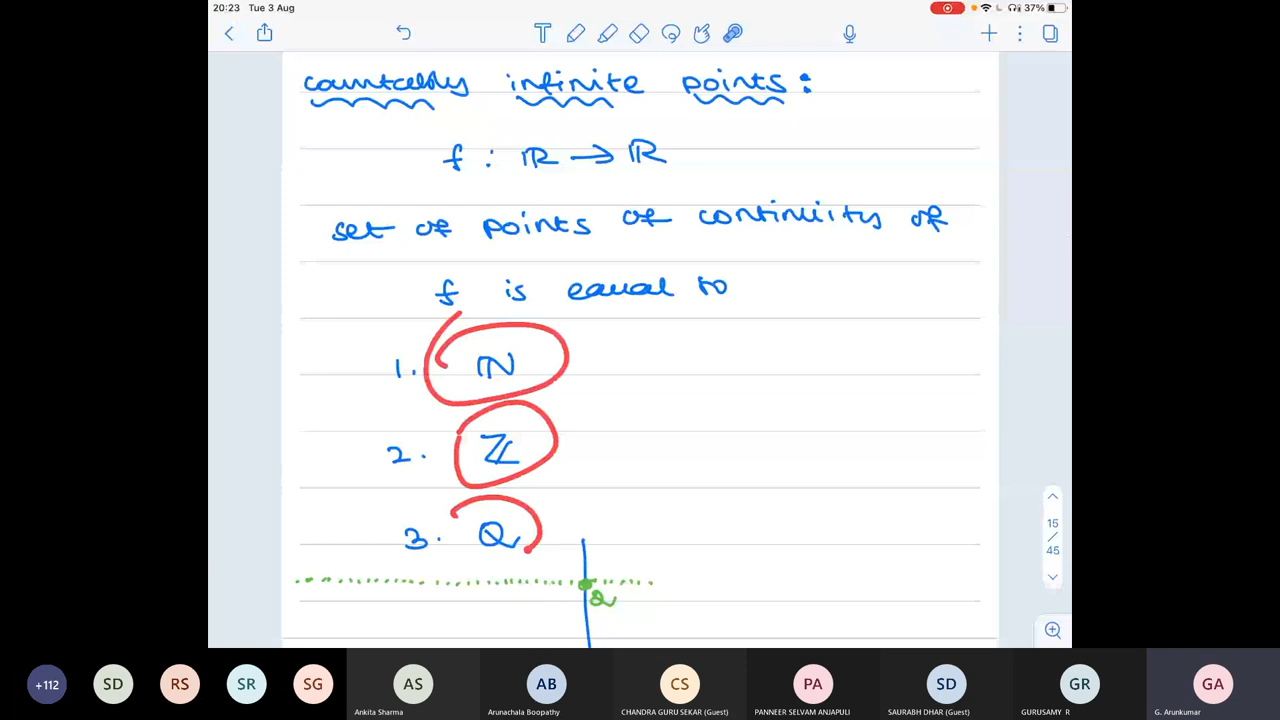 20:23 Tue 3 Aug
37%
countably infinite points:
f : ℝ → ℝ
set of points of continuity of
f is equal to
1. ℕ
2. ℤ
3. ℚ
Q
15
/
45
+112
SD
RS
SR
SG
AS
AB
CS
PA
SD
GR
GA
Ankita Sharma
Arunachala Boopathy
CHANDRA GURU SEKAR (Guest)
PANNEER SELVAM ANJAPULI
SAURABH DHAR (Guest)
GURUSAMY R
G. Arunkumar